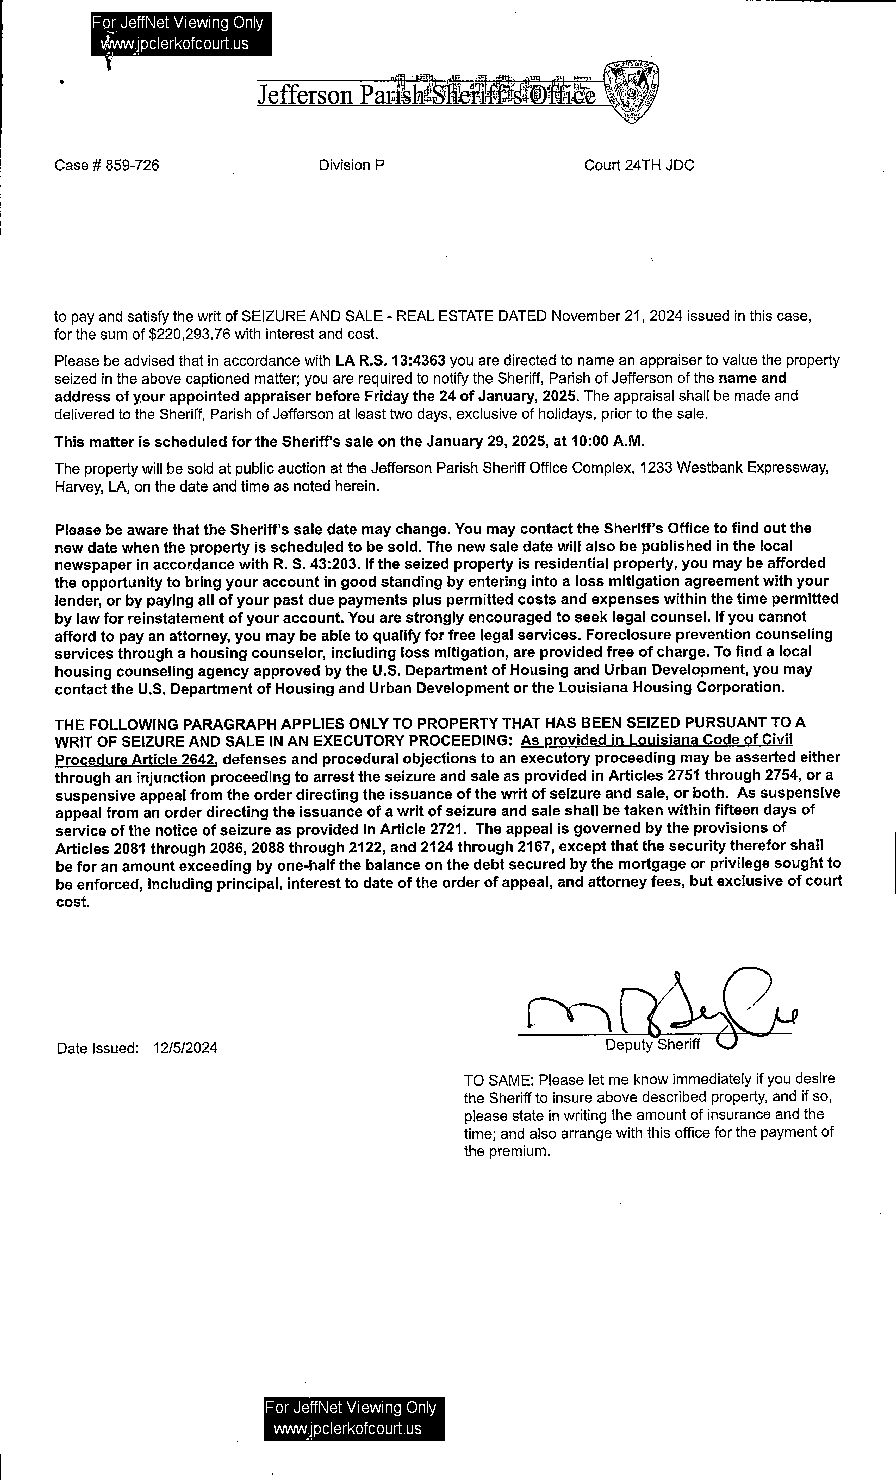 For JeffNet Viewing Only
www.jpclerkofcourt.us
Jefferson Parish Sheriff's Office
Case # 859-726 Division P Court 24TH JDC
to pay and satisfy the writ of SEIZURE AND SALE - REAL ESTATE DATED November 21, 2024 issued in this case,
for the sum of $220,293.76 with interest and cost.
Please be advised that in accordance with LA R.S. 13:4363 you are directed to name an appraiser to value the property
seized in the above captioned matter; you are required to notify the Sheriff, Parish of Jefferson of the name and
address of your appointed appraiser before Friday the 24 of January, 2025. The appraisal shall be made and
delivered to the Sheriff, Parish of Jefferson at least two days, exclusive of holidays, prior to the sale.
This matter is scheduled for the Sheriff's sale on the January 29, 2025, at 10:00 A.M.
The property will be sold at public auction at the Jefferson Parish Sheriff Office Complex, 1233 Westbank Expressway,
Harvey, LA, on the date and time as noted herein.
Please be aware that the Sheriff's sale date may change. You may contact the Sheriff's Office to find out the
new date when the property is scheduled to be sold. The new sale date will also be published in the local
newspaper in accordance with R. S. 43:203. If the seized property is residential property, you may be afforded
the opportunity to bring your account in good standing by entering into a loss mitigation agreement with your
lender, or by paying all of your past due payments plus permitted costs and expenses within the time permitted
by law for reinstatement of your account. You are strongly encouraged to seek legal counsel. If you cannot
afford to pay an attorney, you may be able to qualify for free legal services. Foreclosure prevention counseling
services through a housing counselor, including loss mitigation, are provided free of charge. To find a local
housing counseling agency approved by the U.S. Department of Housing and Urban Development, you may
contact the U.S. Department of Housing and Urban Development or the Louisiana Housing Corporation.
THE FOLLOWING PARAGRAPH APPLIES ONLY TO PROPERTY THAT HAS BEEN SEIZED PURSUANT TO A
WRIT OF SEIZURE AND SALE IN AN EXECUTORY PROCEEDING: As provided in Louisiana Code of Civil
Procedure Article 2642, defenses and procedural objections to an executory proceeding may be asserted either
through an injunction proceeding to arrest the seizure and sale as provided in Articles 2751 through 2754, or a
suspensive appeal from the order directing the issuance of the writ of seizure and sale, or both. As suspensive
appeal from an order directing the issuance of a writ of seizure and sale shall be taken within fifteen days of
service of the notice of seizure as provided in Article 2721. The appeal is governed by the provisions of
Articles 2081 through 2086, 2088 through 2122, and 2124 through 2167, except that the security therefor shall
be for an amount exceeding by one-half the balance on the debt secured by the mortgage or privilege sought to
be enforced, including principal, interest to date of the order of appeal, and attorney fees, but exclusive of court
cost.
Date Issued: 12/5/2024
Deputy Sheriff
TO SAME: Please let me know immediately if you desire
the Sheriff to insure above described property, and if so,
please state in writing the amount of insurance and the
time; and also arrange with this office for the payment of
the premium.
For JeffNet Viewing Only
www.jpclerkofcourt.us